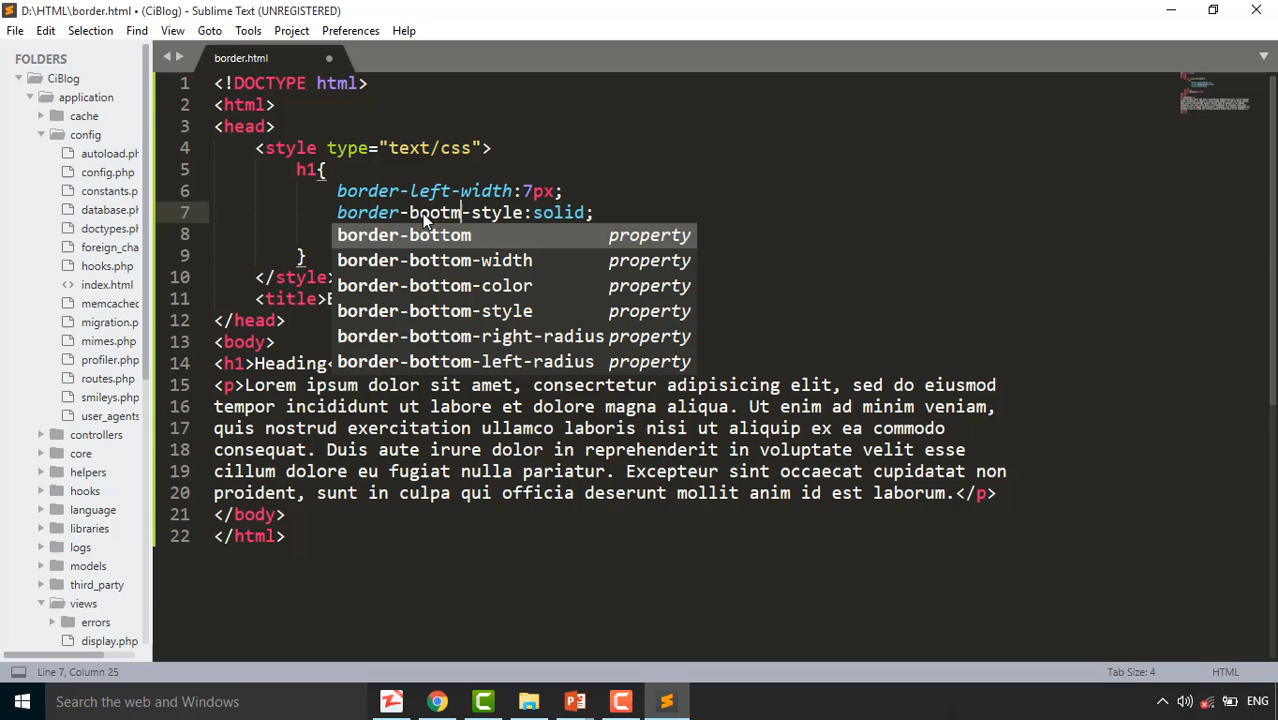 D:\HTML\border.html • (CiBlog) - Sublime Text (UNREGISTERED)
File Edit Selection Find View Goto Tools Project Preferences Help
FOLDERS
CiBlog
application
cache
config
autoload.ph
config.php
constants.p
database.ph
doctypes.ph
foreign_cha
hooks.php
index.html
memcached
migration.p
mimes.php
profiler.php
routes.php
smileys.php
user_agents
controllers
core
helpers
hooks
language
libraries
logs
models
third_party
views
errors
display.php
border.html
1 <!DOCTYPE html>
2 <html>
3 <head>
4 <style type="text/css">
5 h1{
6 border-left-width:7px;
7 border-bootm-style:solid;
8
9 }
10 </style>
11 <title>
12 </head>
13 <body>
14 <h1>Heading<
15 <p>Lorem ipsum dolor sit amet, consecrtetur adipisicing elit, sed do eiusmod
16 tempor incididunt ut labore et dolore magna aliqua. Ut enim ad minim veniam,
17 quis nostrud exercitation ullamco laboris nisi ut aliquip ex ea commodo
18 consequat. Duis aute irure dolor in reprehenderit in voluptate velit esse
19 cillum dolore eu fugiat nulla pariatur. Excepteur sint occaecat cupidatat non
20 proident, sunt in culpa qui officia deserunt mollit anim id est laborum.</p>
21 </body>
22 </html>
border-bottom property
border-bottom-width property
border-bottom-color property
border-bottom-style property
border-bottom-right-radius property
border-bottom-left-radius property
Line 7, Column 25
Tab Size: 4
HTML
Search the web and Windows
ENG